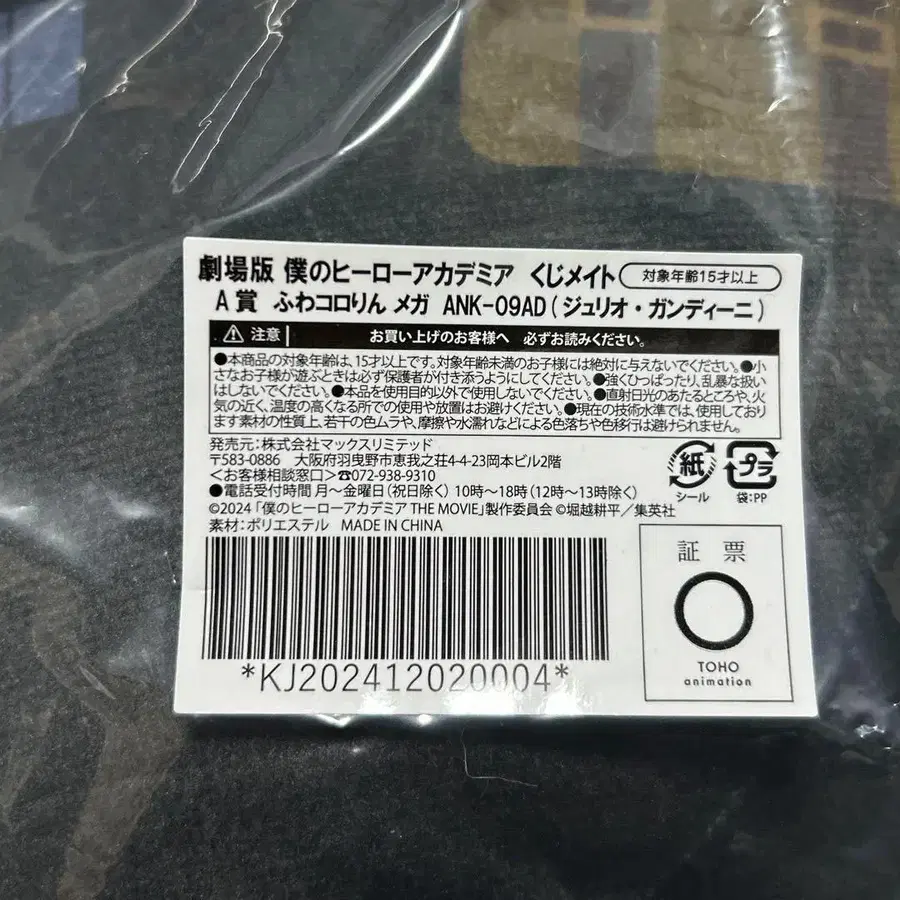 劇場版 僕のヒーローアカデミア くじメイト 対象年齢15才以上
A賞 ふわコロりん メガ ANK-09AD(ジュリオ・ガンディーニ)
注意 お買い上げのお客様へ 必ずお読みください。
●本商品の対象年齢は、15才以上です。対象年齢未満のお子様には絶対に与えないでください。●小
さなお子様が遊ぶときは必ず保護者が付き添うようにしてください。●強くひっぱったり、乱暴な扱い
はしないでください。●本品を使用目的以外で使用しないでください。●直射日光のあたるところや、火
気の近く、温度の高くなる所での使用や放置はお避けください。●現在の技術水準では、使用しており
ます素材の性質上、若干の色ムラや、摩擦や水濡れなどによる色落ちや色移行は避けられません。
発売元:株式会社マックスリミテッド
〒583-0886 大阪府羽曳野市恵我之荘4-4-23岡本ビル2階
<お客様相談窓口>☎072-938-9310
●電話受付時間 月～金曜日(祝日除く) 10時～18時(12時～13時除く)
©2024「僕のヒーローアカデミア THE MOVIE」製作委員会 ©堀越耕平/集英社
素材:ポリエステル MADE IN CHINA
紙
シール
プラ
袋:PP
*KJ202412020004*
証票
TOHO
animation